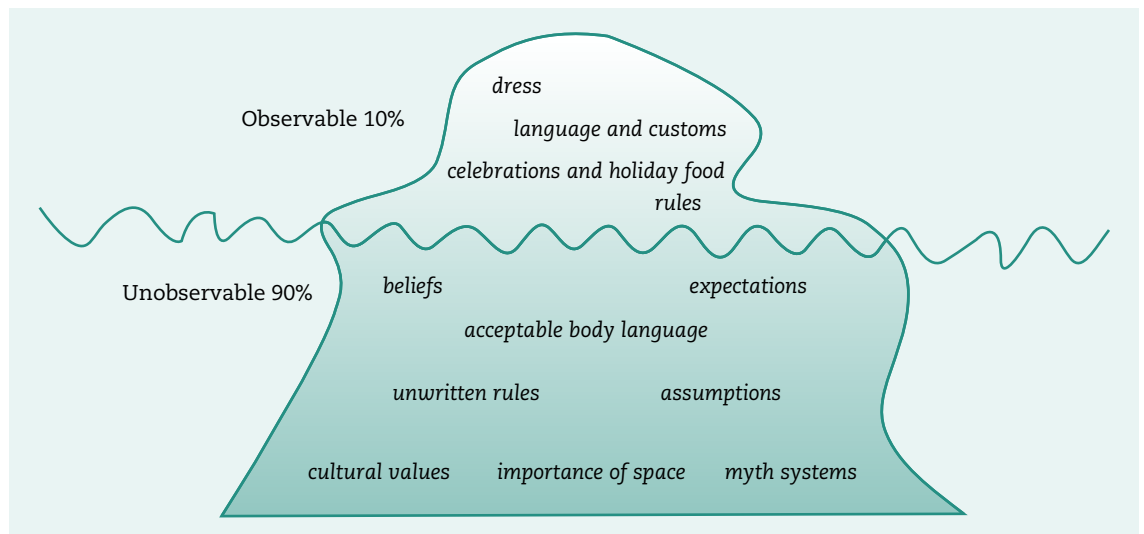 dress
Observable 10%
language and customs
celebrations and holiday food
rules
beliefs
expectations
Unobservable 90%
acceptable body language
unwritten rules
assumptions
cultural values
importance of space
myth systems